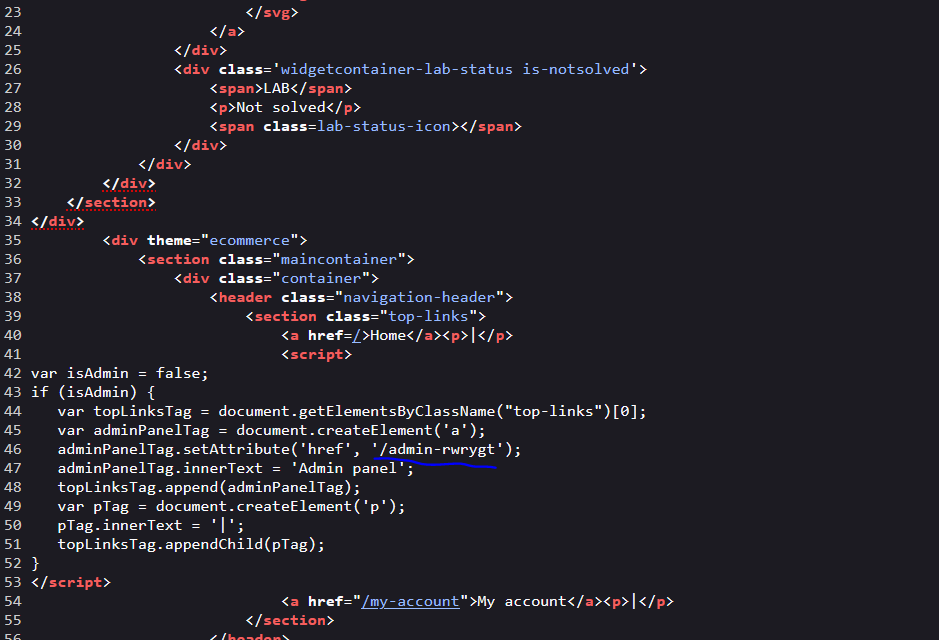 23 </svg>
24 </a>
25 </div>
26 <div class='widgetcontainer-lab-status is-notsolved'>
27 <span>LAB</span>
28 <p>Not solved</p>
29 <span class=lab-status-icon></span>
30 </div>
31 </div>
32 </div>
33 </section>
34 </div>
35 <div theme="ecommerce">
36 <section class="maincontainer">
37 <div class="container">
38 <header class="navigation-header">
39 <section class="top-links">
40 <a href=/>Home</a><p>|</p>
41 <script>
42 var isAdmin = false;
43 if (isAdmin) {
44 var topLinksTag = document.getElementsByClassName("top-links")[0];
45 var adminPanelTag = document.createElement('a');
46 adminPanelTag.setAttribute('href', '/admin-rwrygt');
47 adminPanelTag.innerText = 'Admin panel';
48 topLinksTag.append(adminPanelTag);
49 var pTag = document.createElement('p');
50 pTag.innerText = '|';
51 topLinksTag.appendChild(pTag);
52 }
53 </script>
54 <a href="/my-account">My account</a><p>|</p>
55 </section>
56 </header>